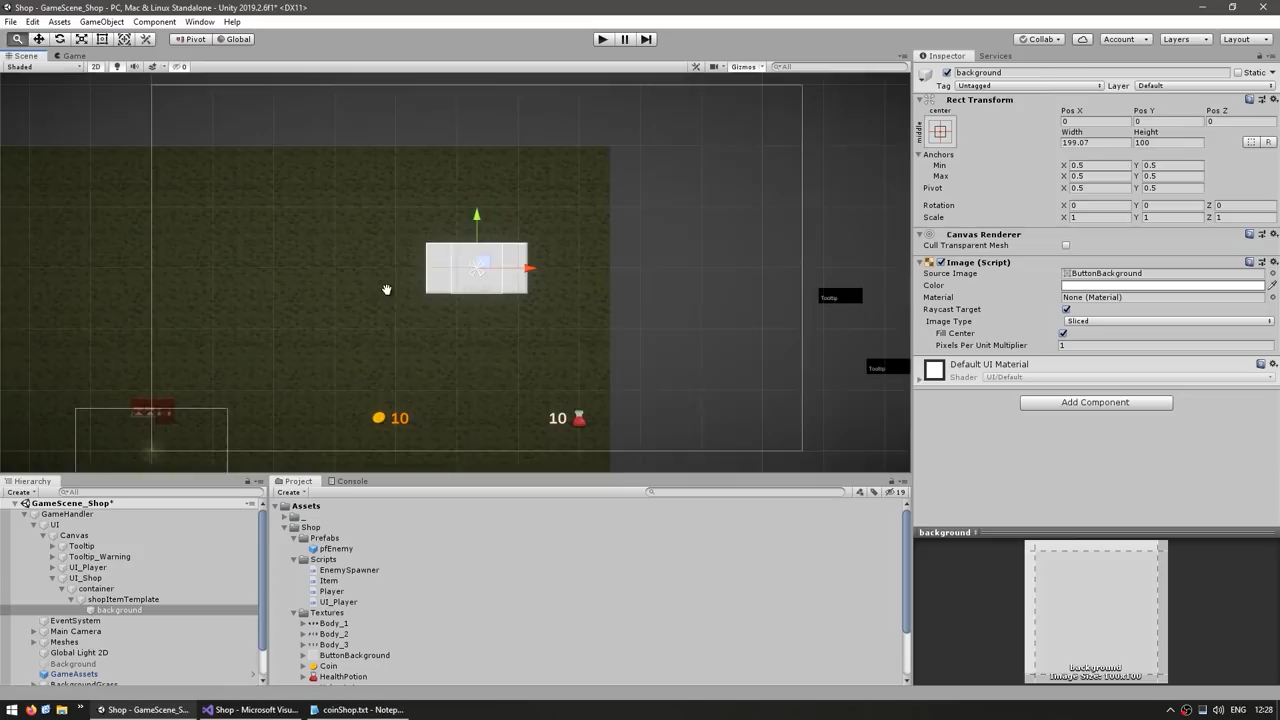 Shop - GameScene_Shop - PC, Mac & Linux Standalone - Unity 2019.2.6f1* <DX11>
File Edit Assets GameObject Component Window Help
Pivot Global Collab Account Layers Layout
Scene Game
Shaded 2D 0 Gizmos All
Tooltip
Tooltip
10 10
Inspector Services
background Static
Tag Untagged Layer Default
Rect Transform
center
middle
Pos X Pos Y Pos Z
0 0 0
Width Height
199.07 100
R
Anchors
Min X 0.5 Y 0.5
Max X 0.5 Y 0.5
Pivot X 0.5 Y 0.5
Rotation X 0 Y 0 Z 0
Scale X 1 Y 1 Z 1
Canvas Renderer
Cull Transparent Mesh
Image (Script)
Source Image ButtonBackground
Color
Material None (Material)
Raycast Target
Image Type Sliced
Fill Center
Pixels Per Unit Multiplier 1
Default UI Material
Shader UI/Default
Add Component
background
background
Image Size: 100x100
Hierarchy
Create All
GameScene_Shop*
GameHandler
UI
Canvas
Tooltip
Tooltip_Warning
UI_Player
UI_Shop
container
shopItemTemplate
background
EventSystem
Main Camera
Meshes
Global Light 2D
Background
GameAssets
BackgroundGrass
Project Console
Create 19
Assets
_
Shop
Prefabs
pfEnemy
Scripts
EnemySpawner
Item
Player
UI_Player
Textures
Body_1
Body_2
Body_3
ButtonBackground
Coin
HealthPotion
Shop - GameScene_S... Shop - Microsoft Visu... coinShop.txt - Notep... ENG 12:28